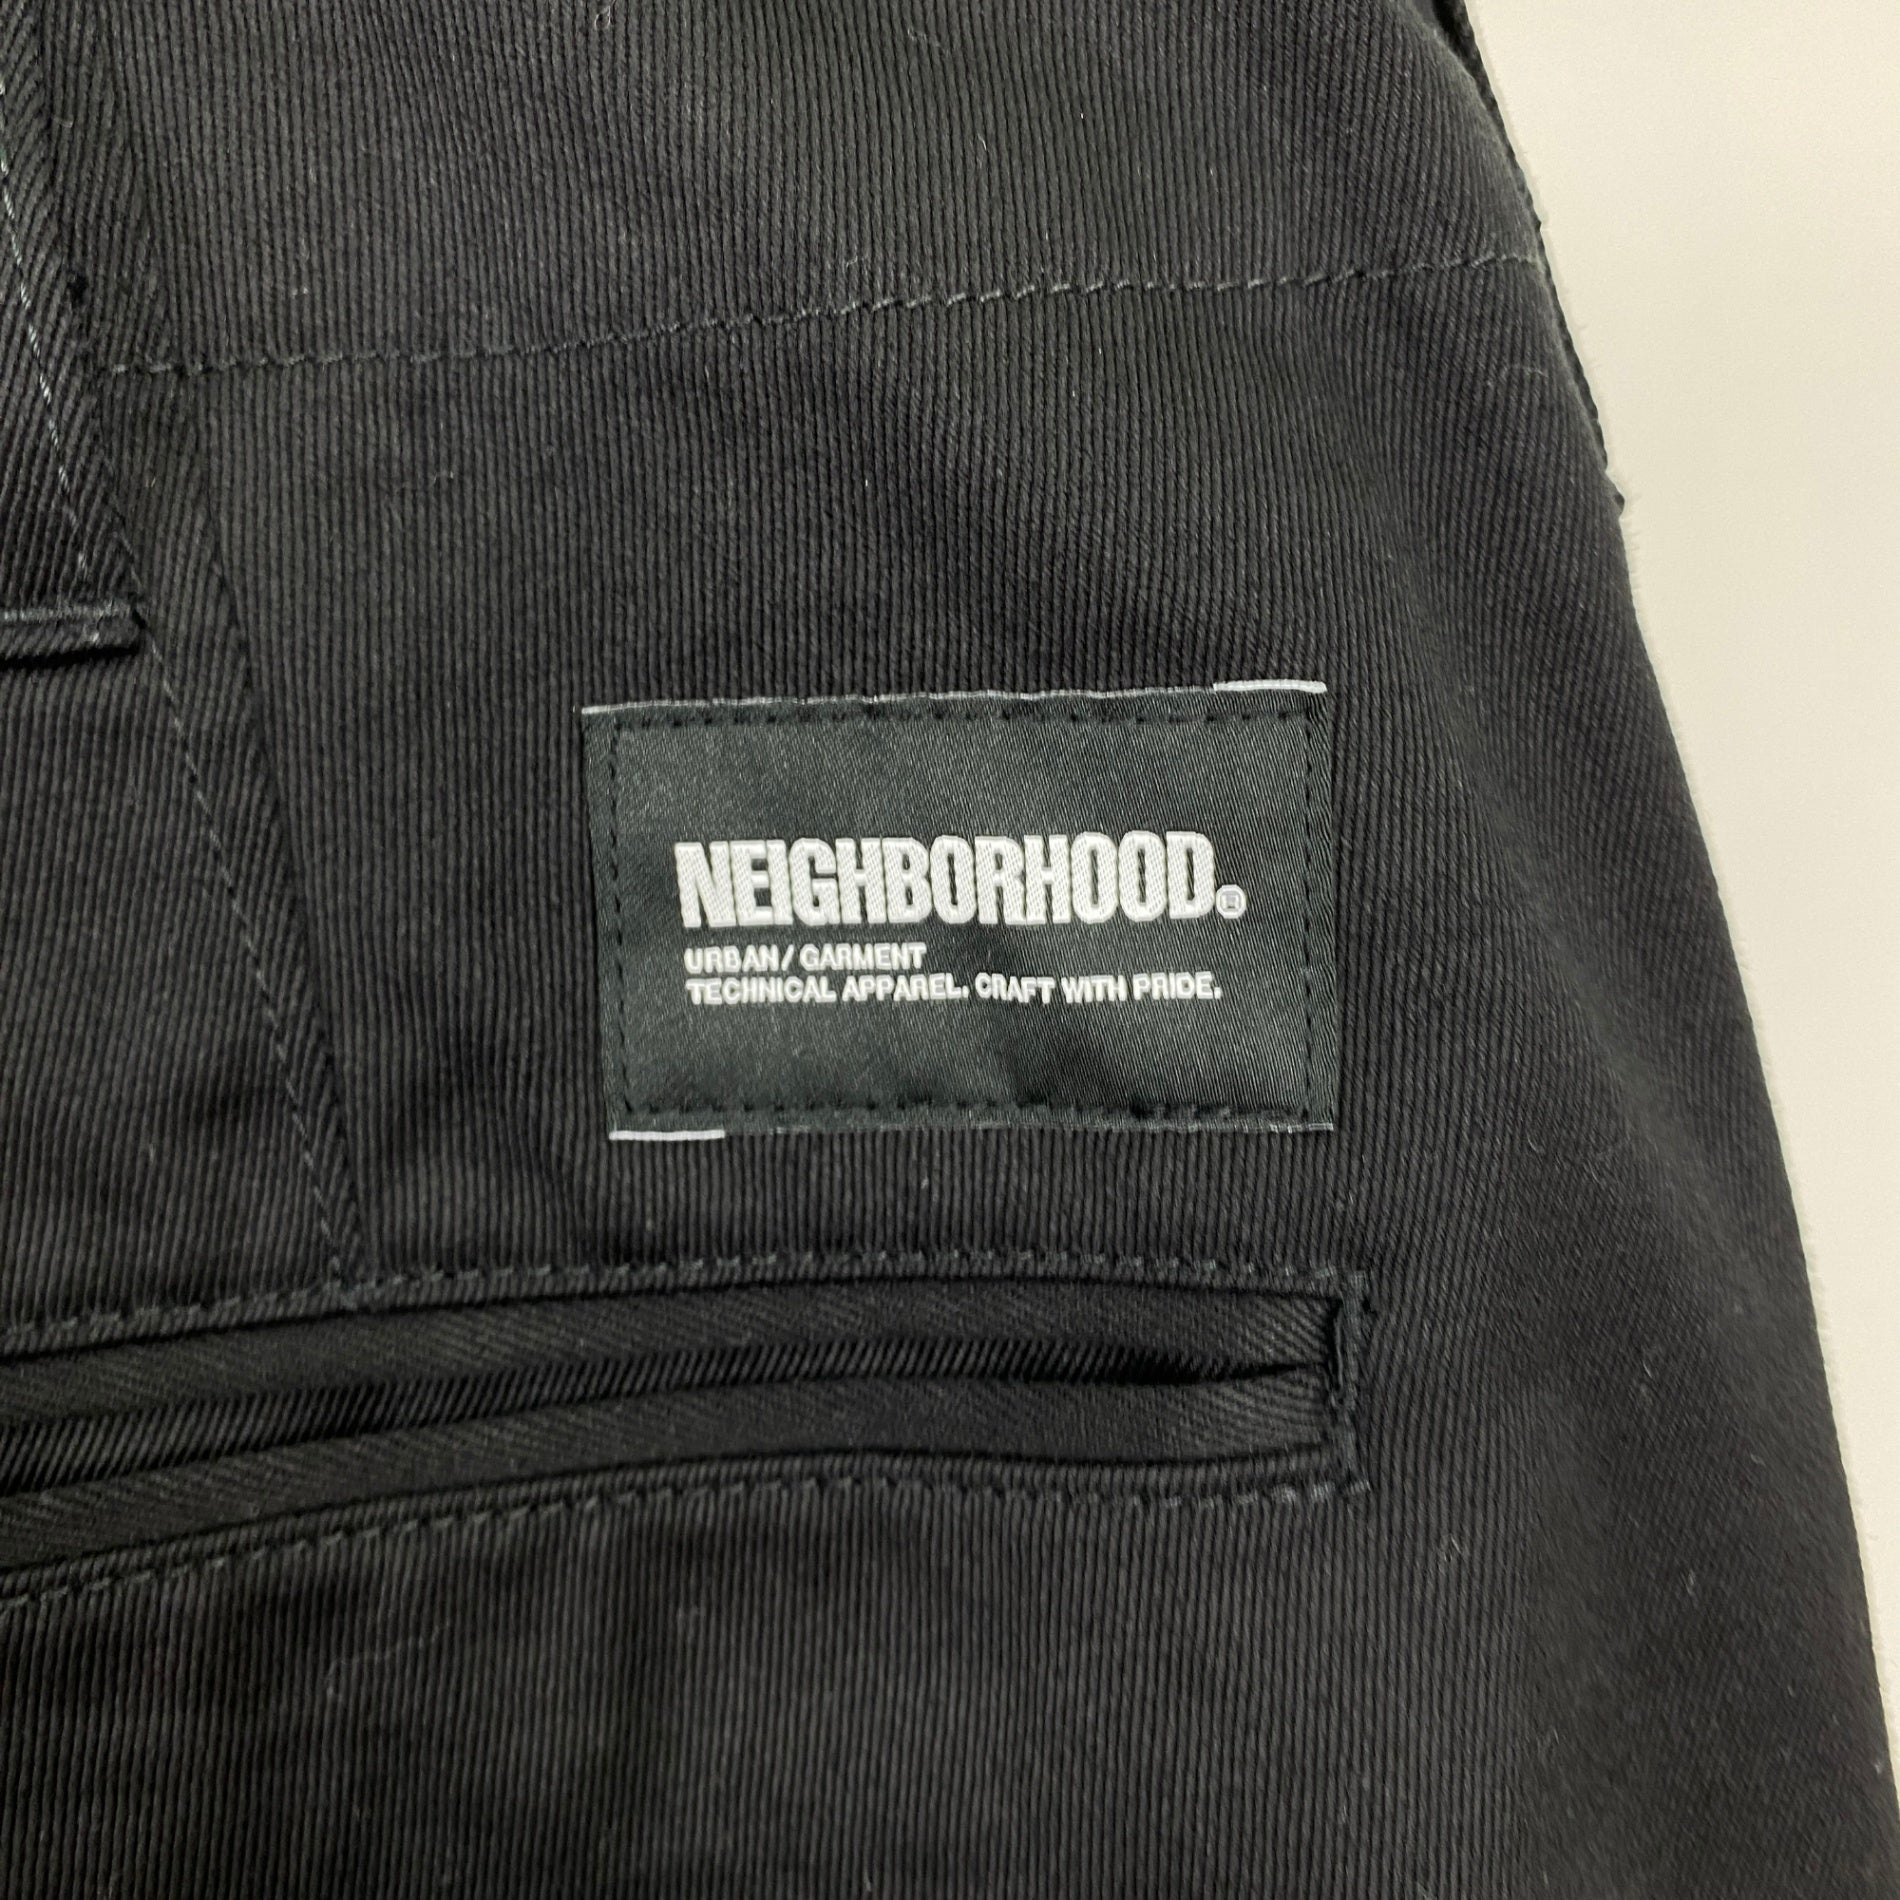 NEIGHBORHOOD.
URBAN/GARMENT
TECHNICAL APPAREL. CRAFT WITH PRIDE.